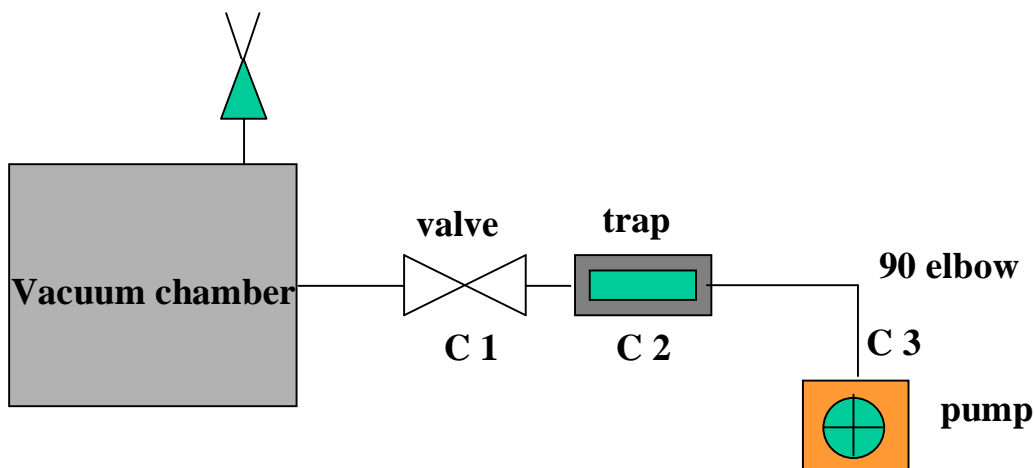 valve
trap
90 elbow
Vacuum chamber
C 1
C 2
C 3
pump